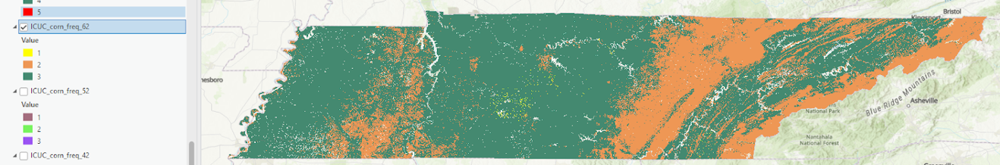 4
5
ICUC_corn_freq_62
Value
1
2
3
ICUC_corn_freq_52
Value
1
2
3
ICUC_corn_freq_42
nesboro
Bristol
Kingsport
Blue Ridge Mountains
Asheville
National Park
Nantahala
National Forest